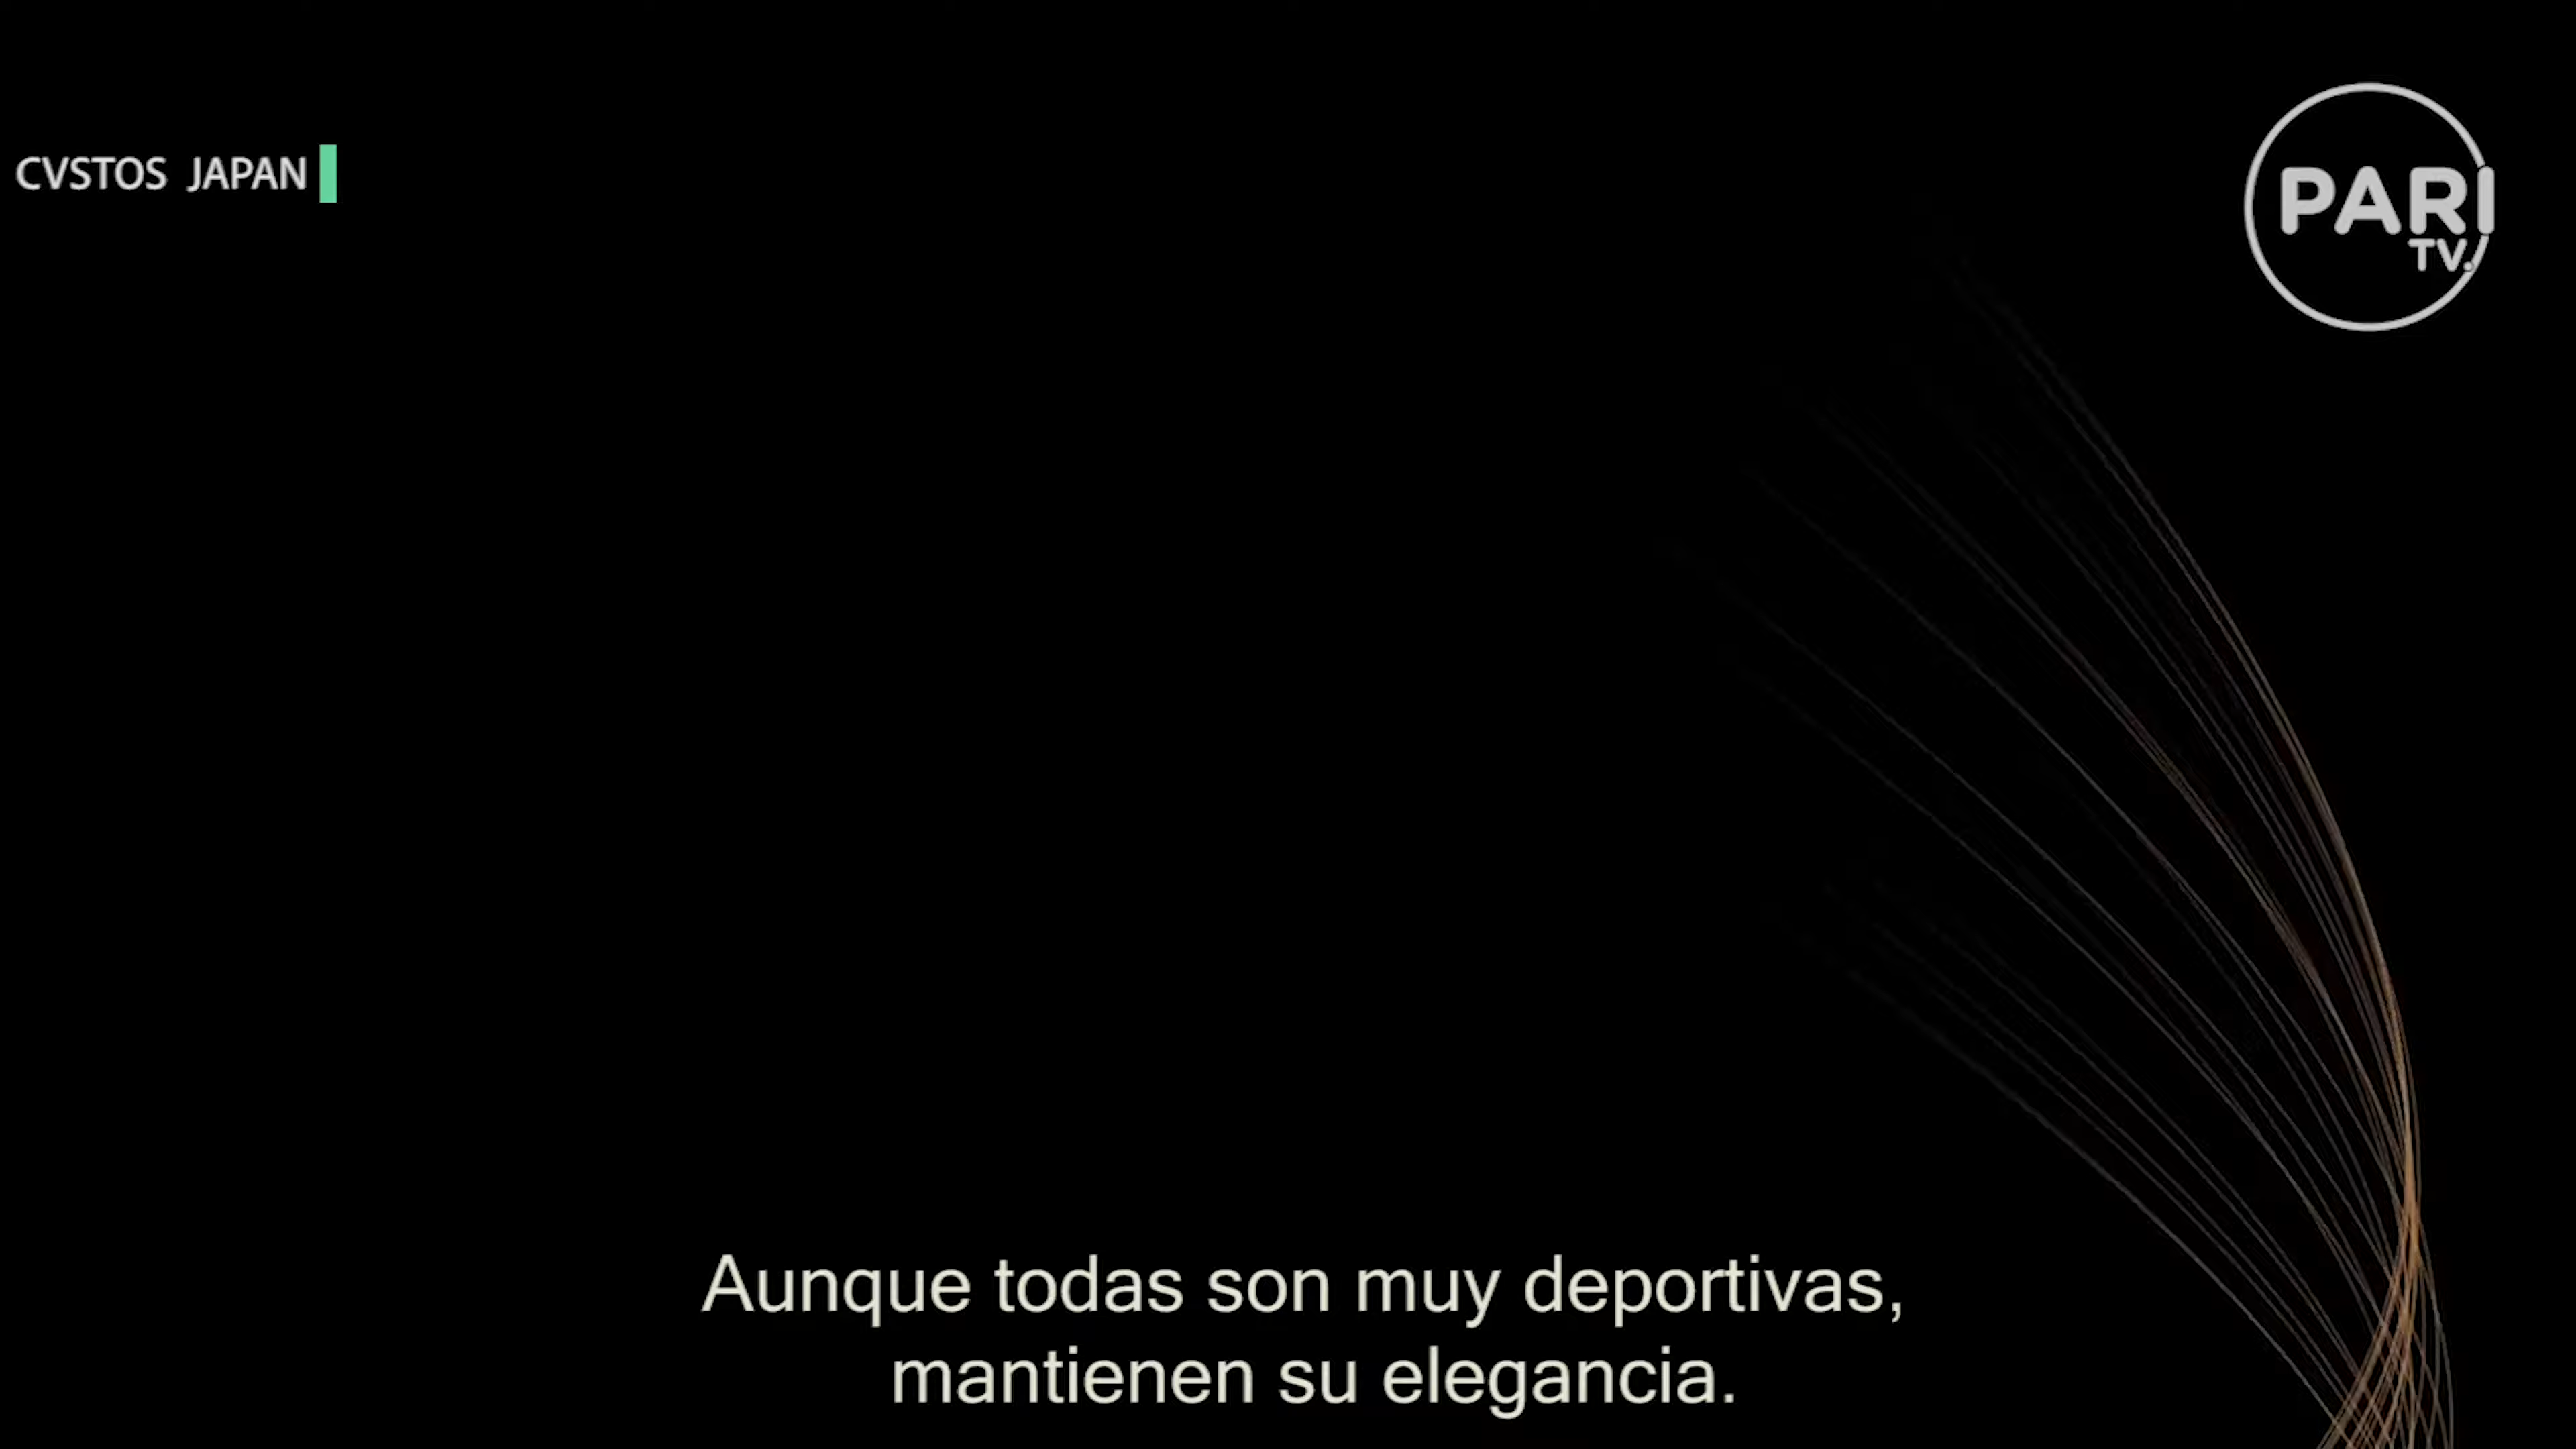 CVSTOS JAPAN
PARI
TV.
Aunque todas son muy deportivas,
mantienen su elegancia.